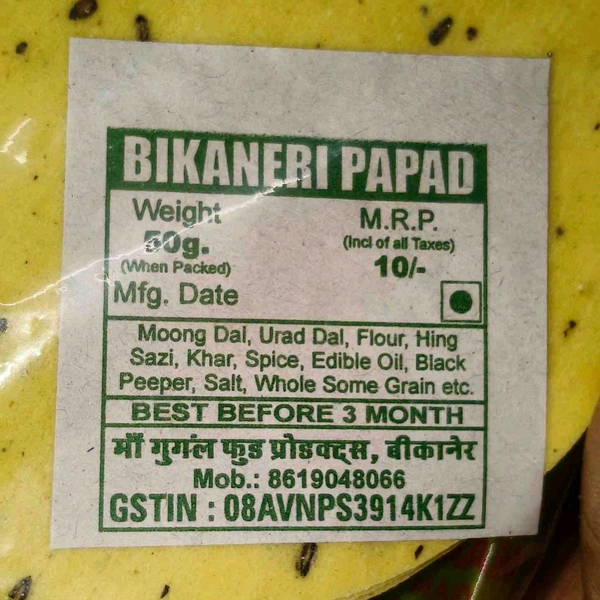 BIKANERI PAPAD
Weight
50g.
(When Packed)
M.R.P.
(Incl of all Taxes)
10/-
Mfg. Date
Moong Dal, Urad Dal, Flour, Hing
Sazi, Khar, Spice, Edible Oil, Black
Peeper, Salt, Whole Some Grain etc.
BEST BEFORE 3 MONTH
माँ गुगंल फुड प्रोडक्ट्स, बीकानेर
Mob.: 8619048066
GSTIN : 08AVNPS3914K1ZZ